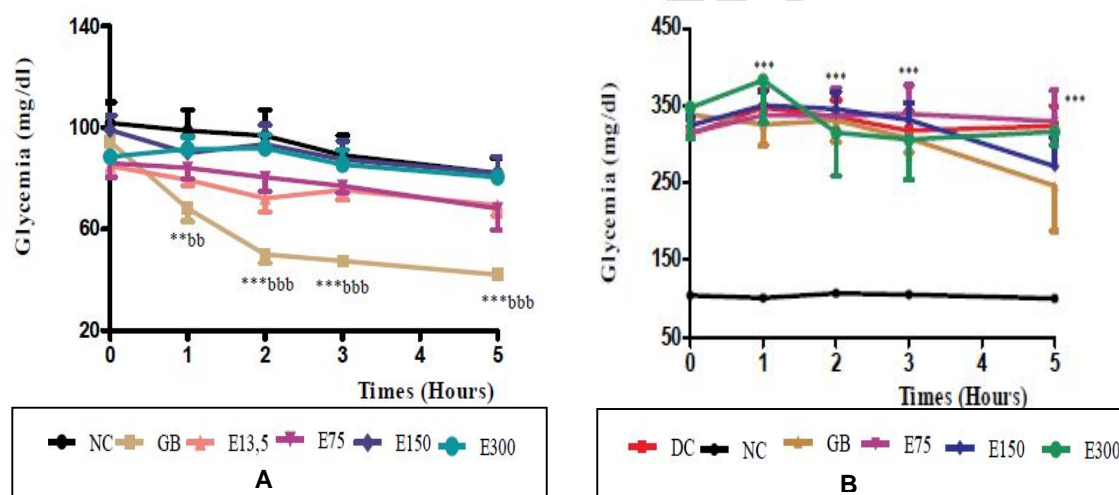 140
100
60
20
Glycemia (mg/dl)
**bb
***bbb
***bbb
***bbb
0 1 2 3 4 5
Times (Hours)
NC GB E13,5 E75 E150 E300
A
450
350
250
150
50
Glycemia (mg/dl)
***
***
***
***
0 1 2 3 4 5
Times (Hours)
DC NC GB E75 E150 E300
B